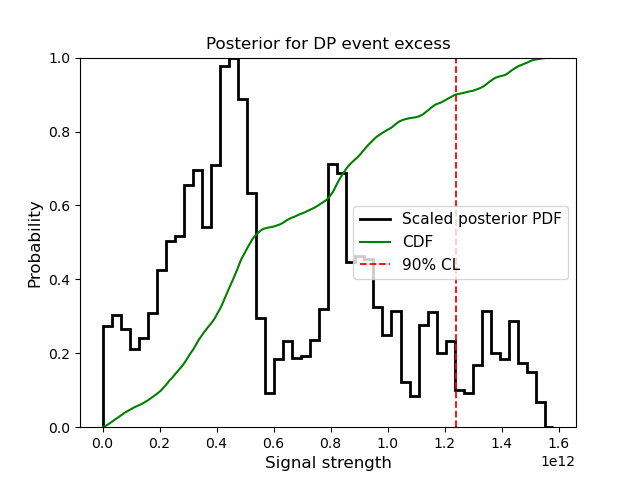 Posterior for DP event excess
Probability
1.0
0.8
0.6
0.4
0.2
0.0
Scaled posterior PDF
CDF
90% CL
0.0 0.2 0.4 0.6 0.8 1.0 1.2 1.4 1.6
1e12
Signal strength